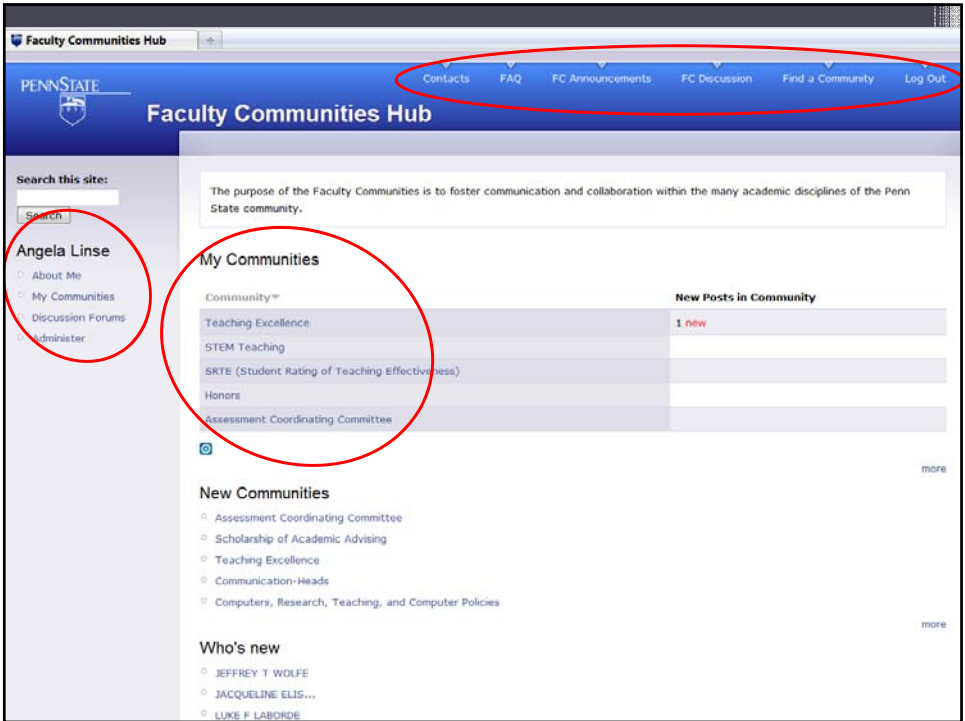 Faculty Communities Hub
PENNSTATE
Contacts FAQ FC Announcements FC Discussion Find a Community Log Out
Faculty Communities Hub
Search this site:
Search
The purpose of the Faculty Communities is to foster communication and collaboration within the many academic disciplines of the Penn
State community.
Angela Linse
About Me
My Communities
Discussion Forums
Administer
My Communities
Community New Posts in Community
Teaching Excellence 1 new
STEM Teaching
SRTE (Student Rating of Teaching Effectiveness)
Honors
Assessment Coordinating Committee
more
New Communities
Assessment Coordinating Committee
Scholarship of Academic Advising
Teaching Excellence
Communication-Heads
Computers, Research, Teaching, and Computer Policies
more
Who's new
JEFFREY T WOLFE
JACQUELINE ELIS...
LUKE F LABORDE